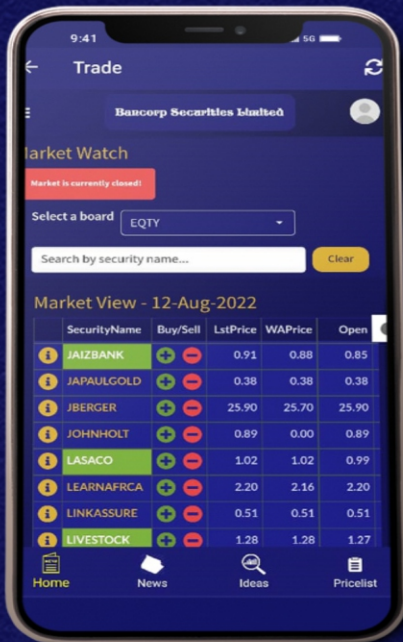 9:41 5G
Trade
Bancorp Securities Limited
arket Watch
Market is currently closed!
Select a board EQTY
Search by security name... Clear
Market View - 12-Aug-2022
SecurityName Buy/Sell LstPrice WAPrice Open
JAIZBANK 0.91 0.88 0.85
JAPAULGOLD 0.38 0.38 0.38
JBERGER 25.90 25.70 25.90
JOHNHOLT 0.89 0.00 0.89
LASACO 1.02 1.02 0.99
LEARNAFRCA 2.20 2.16 2.20
LINKASSURE 0.51 0.51 0.51
LIVESTOCK 1.28 1.28 1.27
Home News Ideas Pricelist